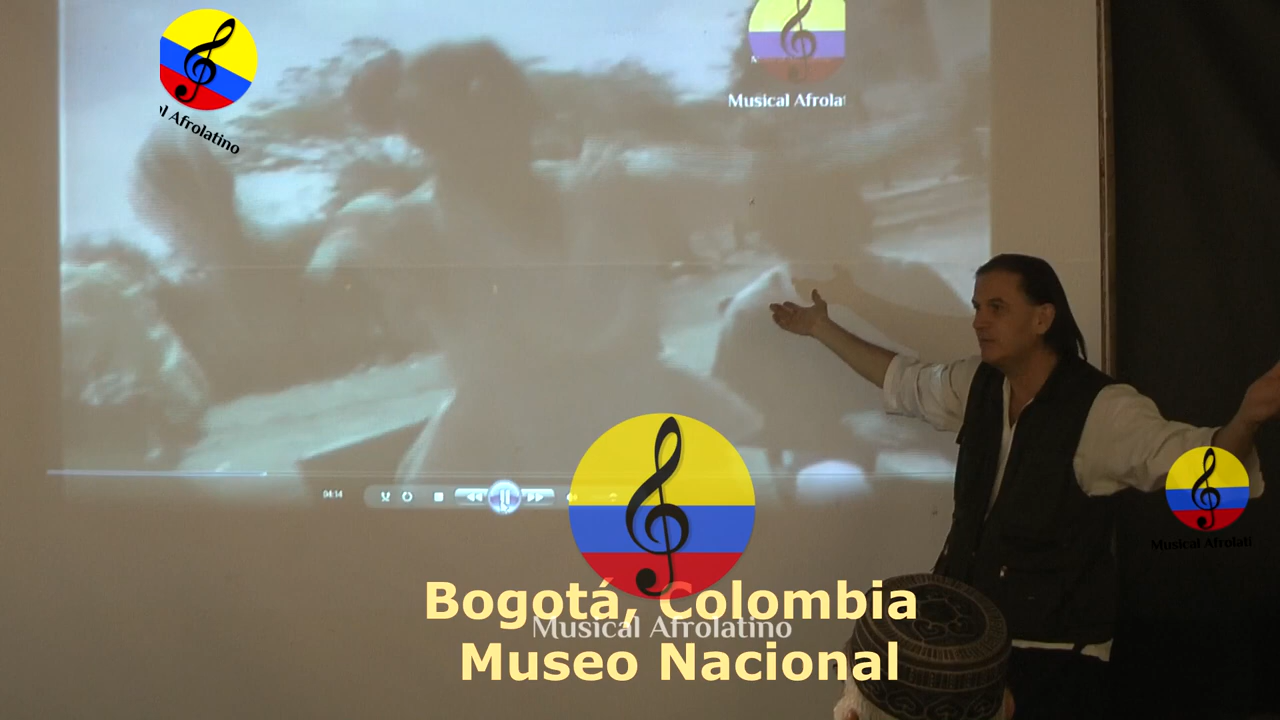 l Afrolatino
Musical Afrolat
04:14
Musical Afrolati
Bogotá, Colombia
Musical Afrolatino
Museo Nacional